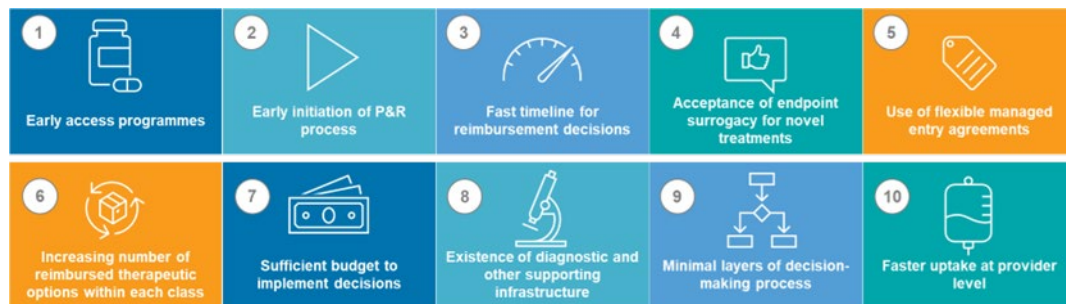 1
Early access programmes
2
Early initiation of P&R
process
3
Fast timeline for
reimbursement decisions
4
Acceptance of endpoint
surrogacy for novel
treatments
5
Use of flexible managed
entry agreements
6
Increasing number of
reimbursed therapeutic
options within each class
7
Sufficient budget to
implement decisions
8
Existence of diagnostic and
other supporting
infrastructure
9
Minimal layers of decision-
making process
10
Faster uptake at provider
level